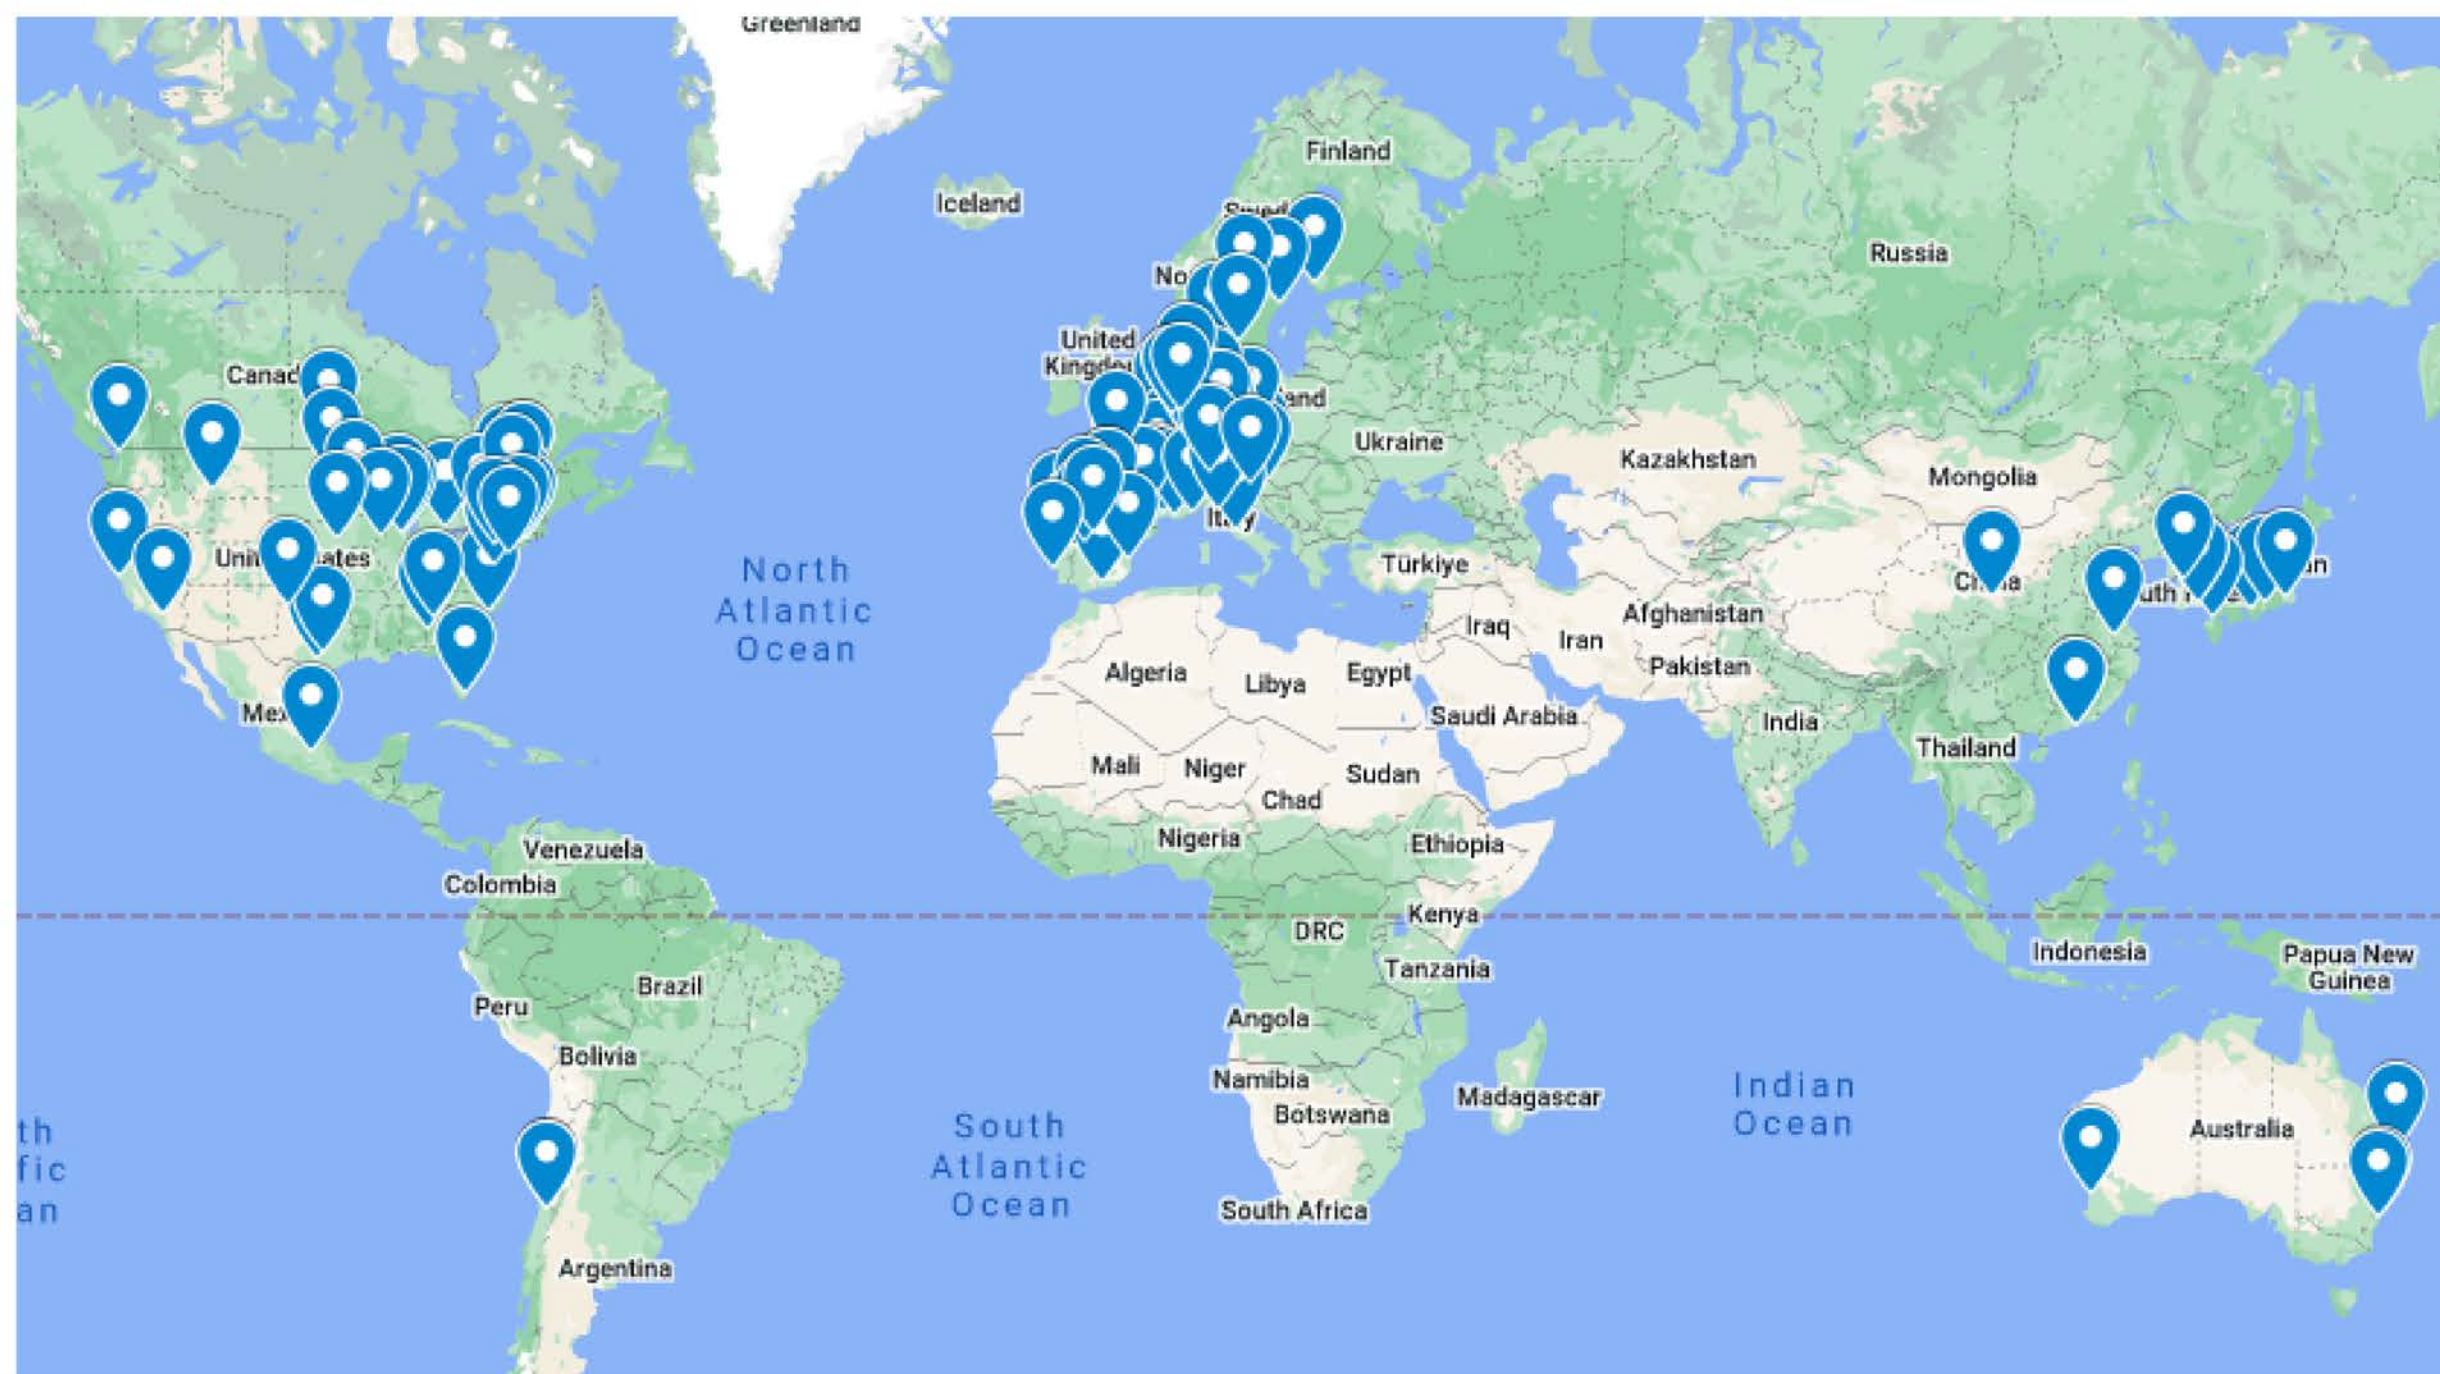 Greenland
Finland
Iceland
Russia
United
Ukraine
Kazakhstan
Mongolia
North
Atlantic
Ocean
Türkiye
Afghanistan
Iraq
Iran
Pakistan
Algeria
Libya
Egypt
Saudi Arabia
India
Thailand
Mali
Niger
Sudan
Chad
Nigeria
Ethiopia
Venezuela
Colombia
Kenya
DRC
Tanzania
Indonesia
Papua New
Guinea
Brazil
Peru
Angola
Bolivia
Namibia
Botswana
Madagascar
Indian
Ocean
Australia
South
Atlantic
Ocean
South Africa
Argentina